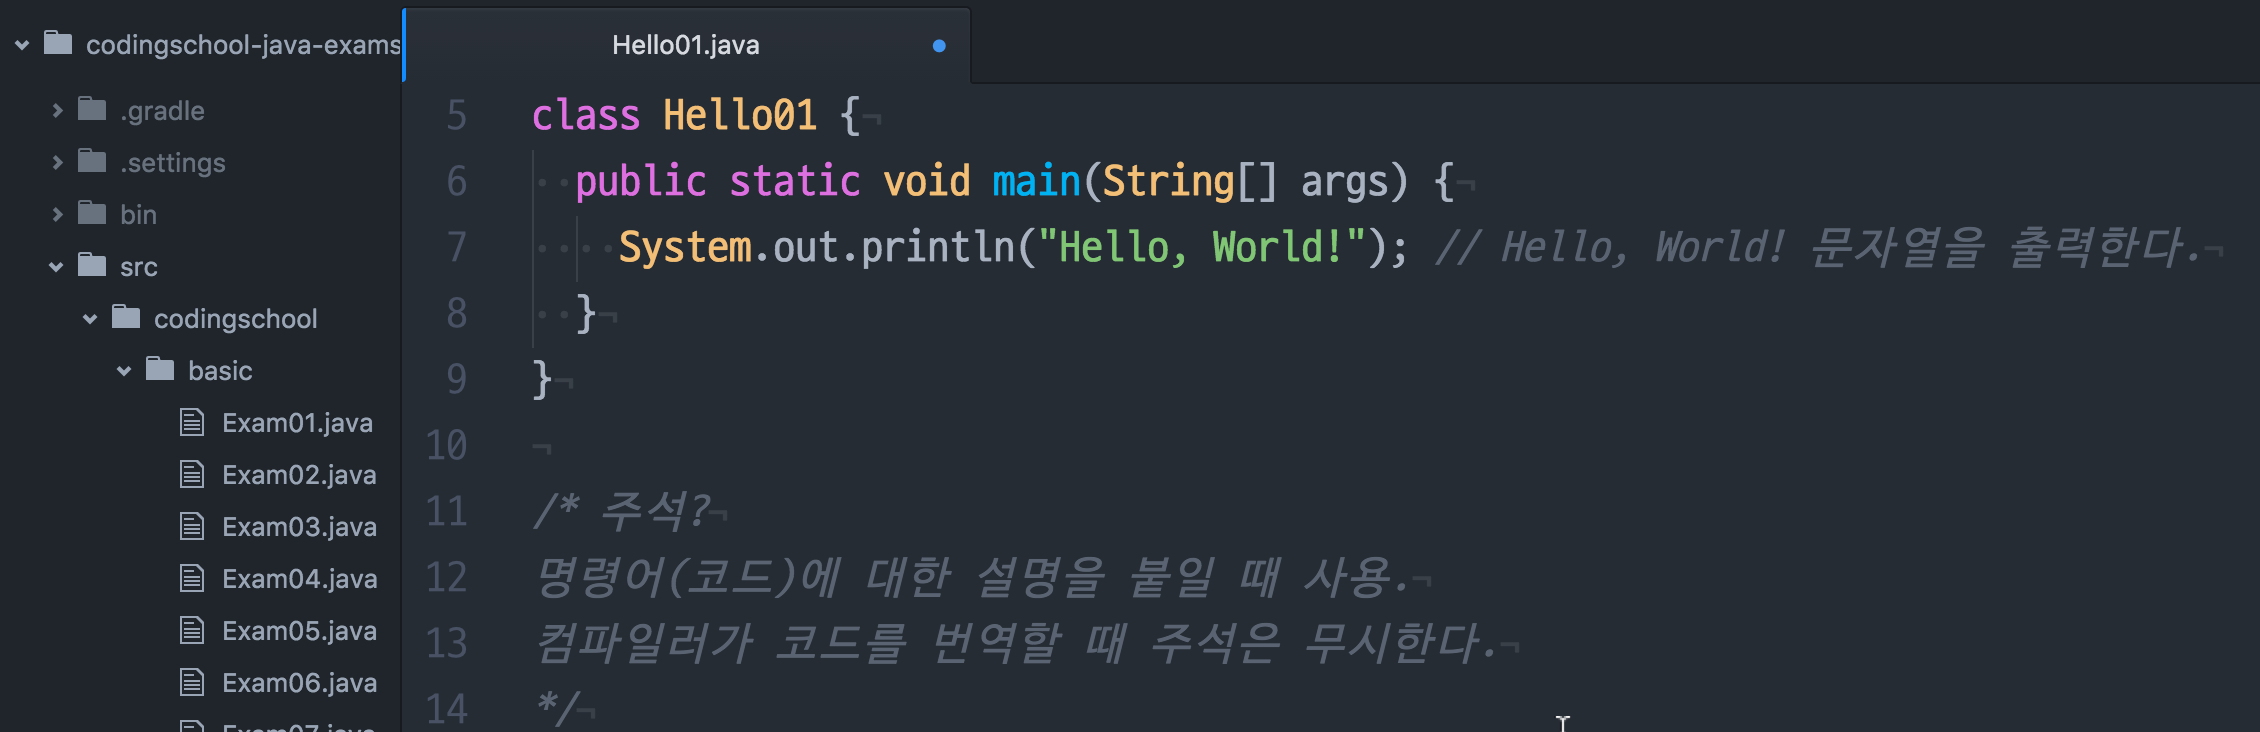 codingschool-java-exams
.gradle
.settings
bin
src
codingschool
basic
Exam01.java
Exam02.java
Exam03.java
Exam04.java
Exam05.java
Exam06.java
Exam07.java
Hello01.java
5 class Hello01 {¬
6 ··public static void main(String[] args) {¬
7 ····System.out.println("Hello, World!"); // Hello, World! 문자열을 출력한다.¬
8 ··}¬
9 }¬
10 ¬
11 /* 주석?¬
12 명령어(코드)에 대한 설명을 붙일 때 사용.¬
13 컴파일러가 코드를 번역할 때 주석은 무시한다.¬
14 */¬